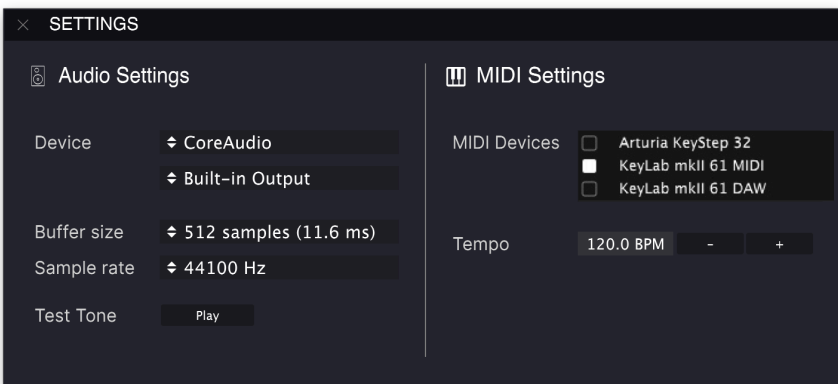 SETTINGS
Audio Settings
Device
CoreAudio
Built-in Output
Buffer size
512 samples (11.6 ms)
Sample rate
44100 Hz
Test Tone
Play
MIDI Settings
MIDI Devices
Arturia KeyStep 32
KeyLab mkII 61 MIDI
KeyLab mkII 61 DAW
Tempo
120.0 BPM - +